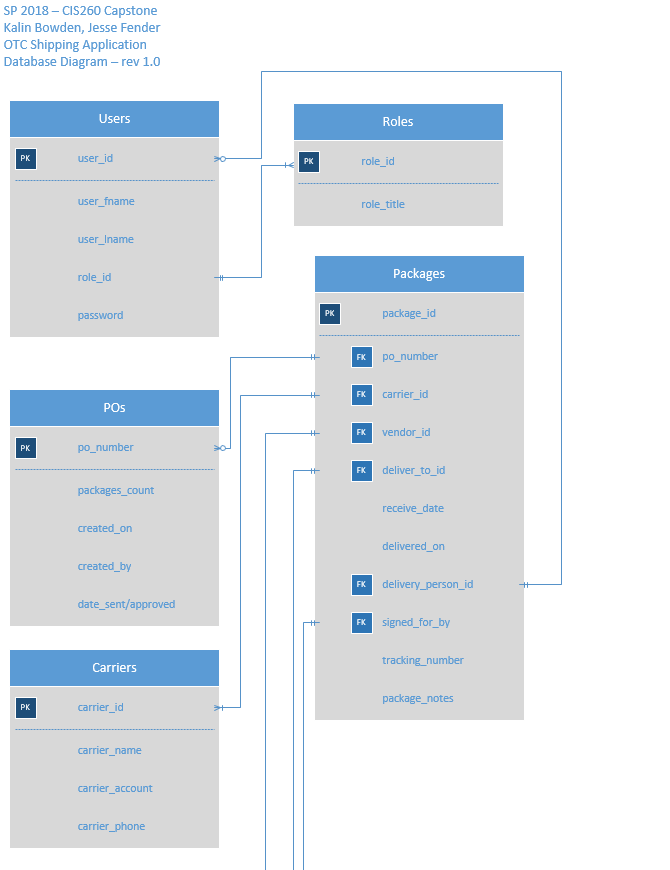 SP 2018 – CIS260 Capstone
Kalin Bowden, Jesse Fender
OTC Shipping Application
Database Diagram – rev 1.0
Users
PK user_id
user_fname
user_lname
role_id
password
Roles
PK role_id
role_title
Packages
PK package_id
FK po_number
FK carrier_id
FK vendor_id
FK deliver_to_id
receive_date
delivered_on
FK delivery_person_id
FK signed_for_by
tracking_number
package_notes
POs
PK po_number
packages_count
created_on
created_by
date_sent/approved
Carriers
PK carrier_id
carrier_name
carrier_account
carrier_phone